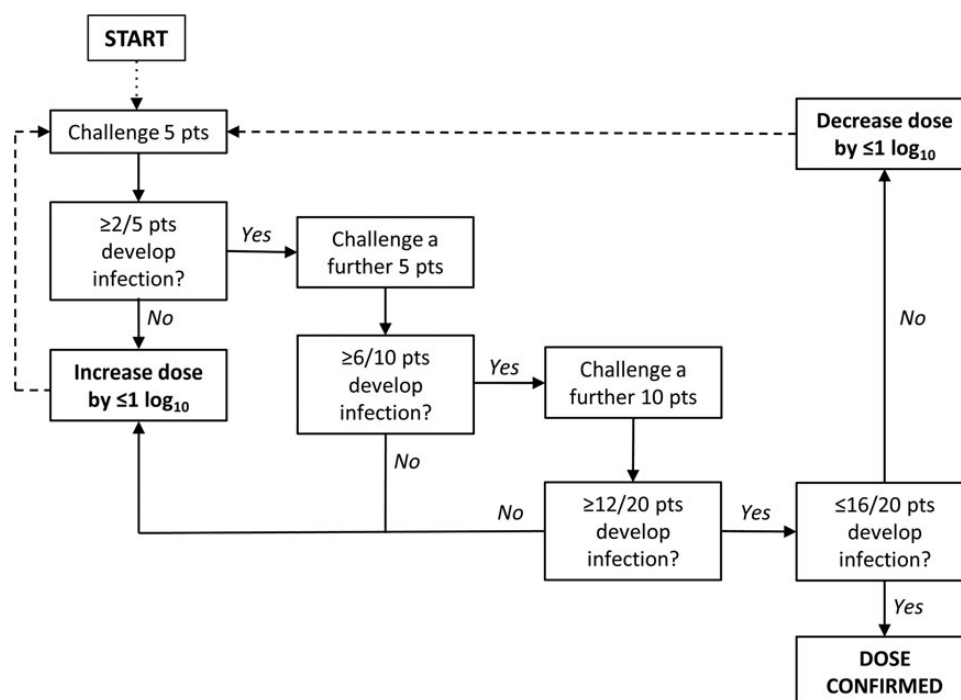 START
Challenge 5 pts
Decrease dose
by ≤1 log₁₀
≥2/5 pts
develop
infection?
Yes
Challenge a
further 5 pts
No
No
Increase dose
by ≤1 log₁₀
≥6/10 pts
develop
infection?
Yes
Challenge a
further 10 pts
No
No
≥12/20 pts
develop
infection?
Yes
≤16/20 pts
develop
infection?
Yes
DOSE
CONFIRMED